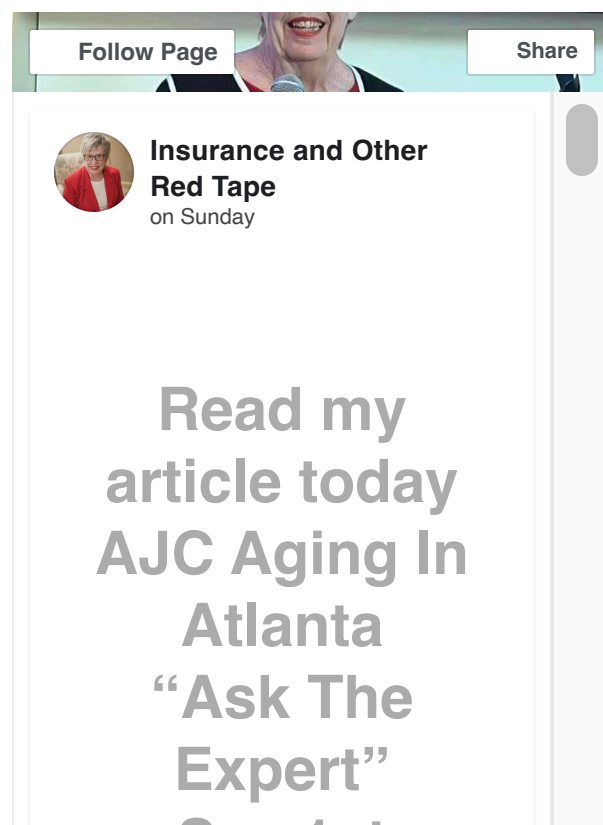 Follow Page
Share
Insurance and Other
Red Tape
on Sunday
Read my
article today
AJC Aging In
Atlanta
“Ask The
Expert”